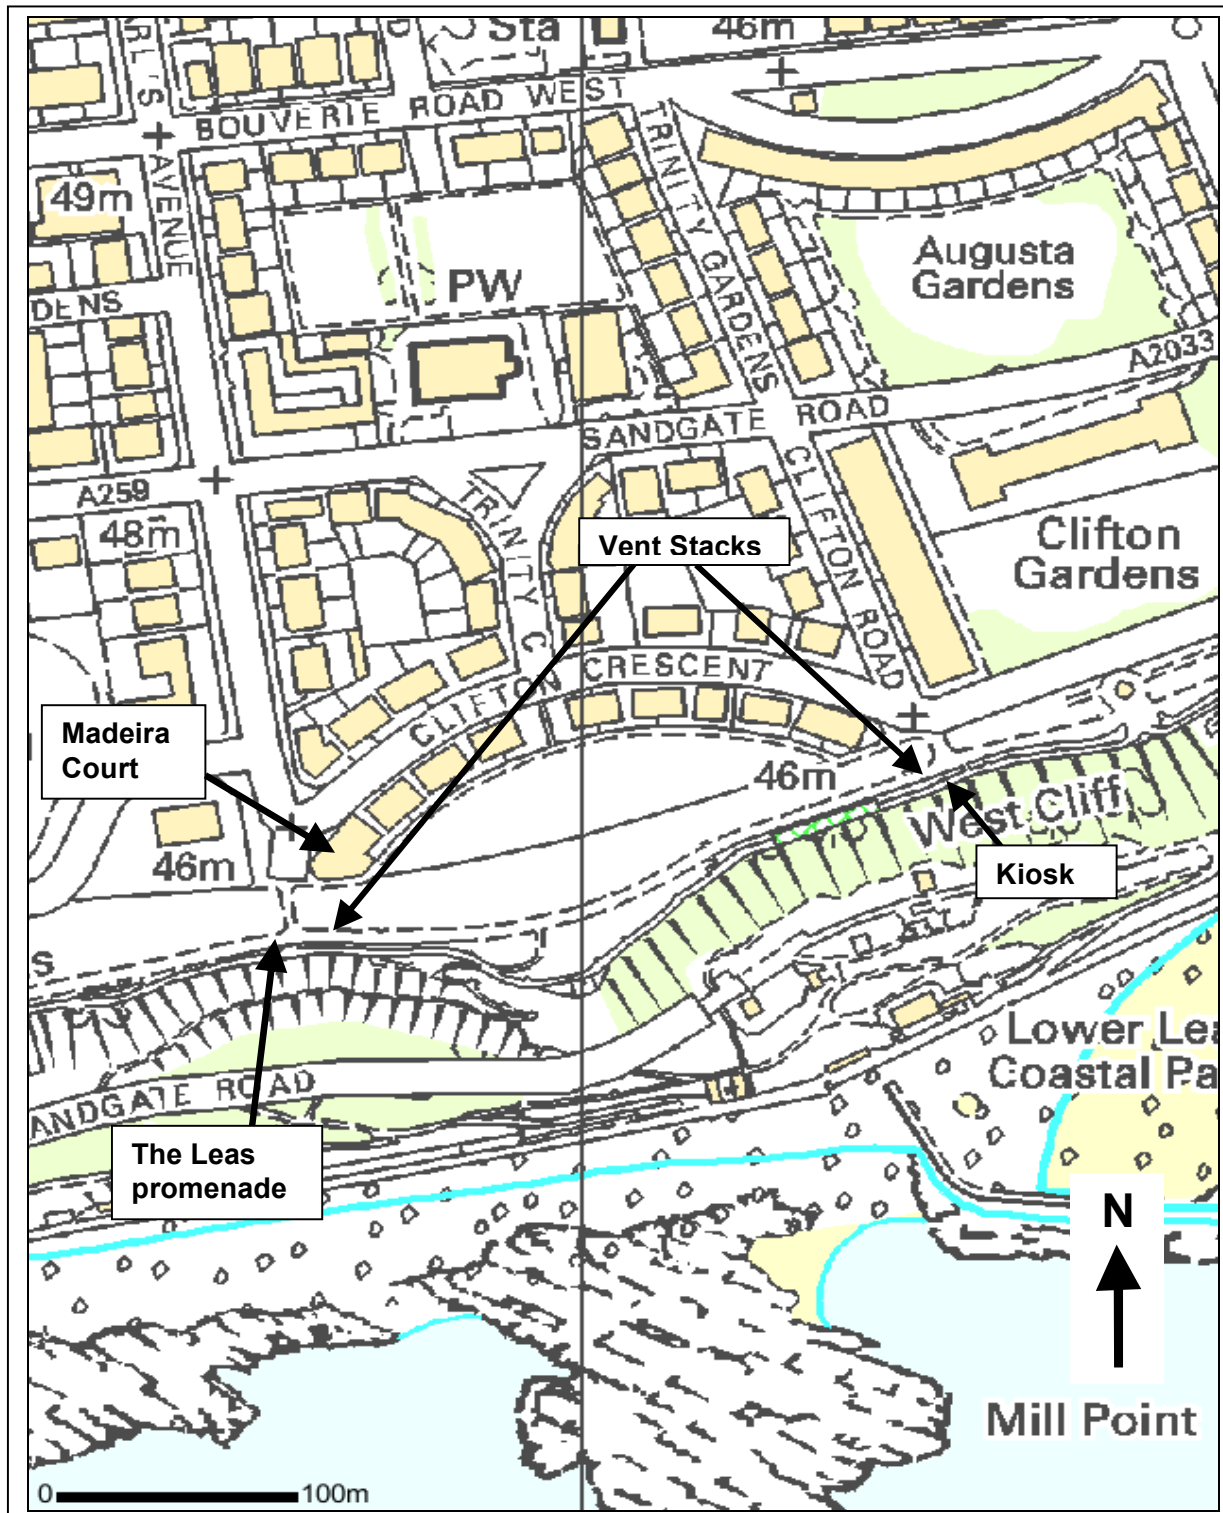 Sta
46m
RL'S
AVENUE
BOUVERIE ROAD WEST
TRINITY GARDENS
49m
Augusta
Gardens
PW
DENS
A2033
SANDGATE ROAD
A259
TRINITY C
CLIFTON ROAD
48m
Vent Stacks
Clifton
Gardens
CLIFTON CRESCENT
Madeira
Court
46m
West Cliff
46m
Kiosk
S
Lower Lea
Coastal Pa
ANDGATE ROAD
The Leas
promenade
N
Mill Point
0 100m